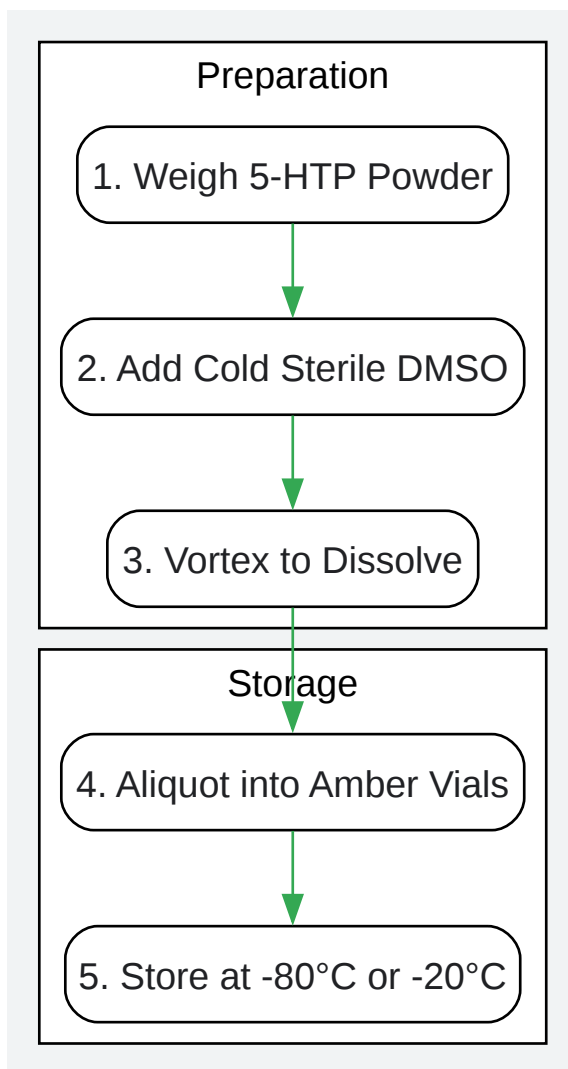 Preparation
1. Weigh 5-HTP Powder
2. Add Cold Sterile DMSO
3. Vortex to Dissolve
Storage
4. Aliquot into Amber Vials
5. Store at -80°C or -20°C